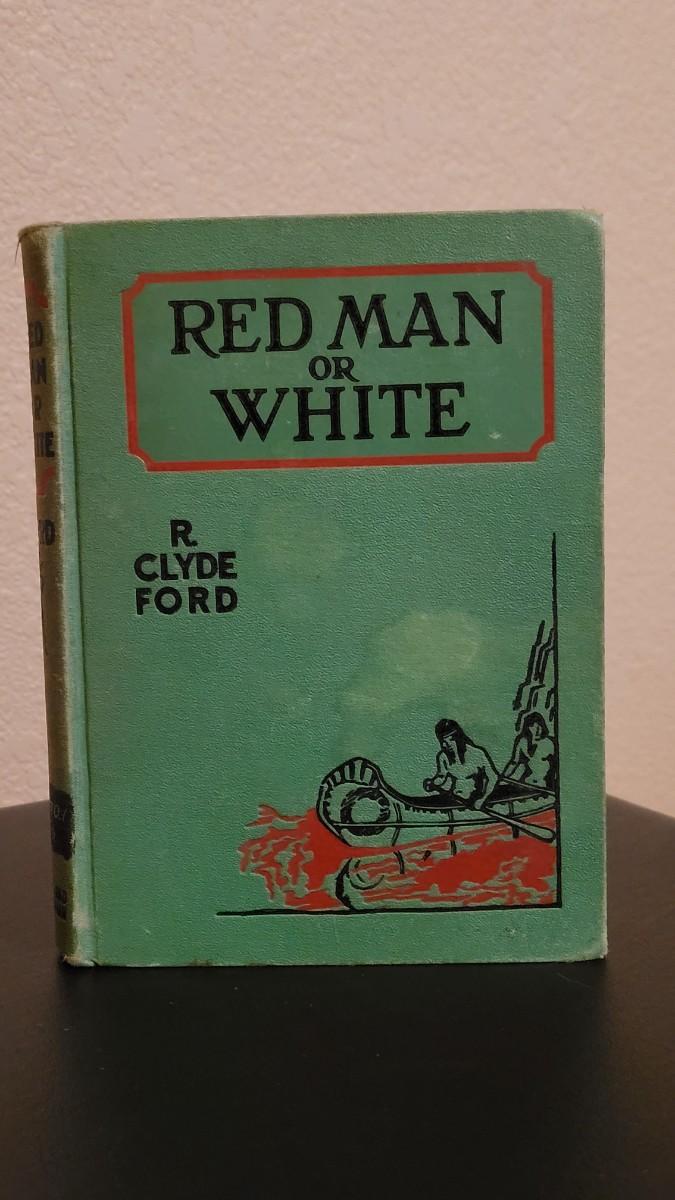 RED MAN
OR
WHITE
R.
CLYDE
FORD